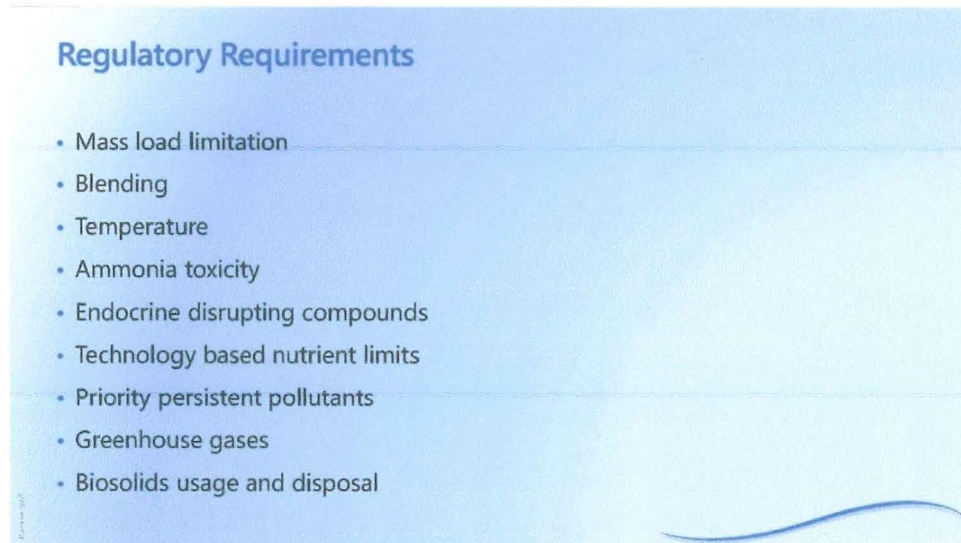 Regulatory Requirements
• Mass load limitation
• Blending
• Temperature
• Ammonia toxicity
• Endocrine disrupting compounds
• Technology based nutrient limits
• Priority persistent pollutants
• Greenhouse gases
• Biosolids usage and disposal